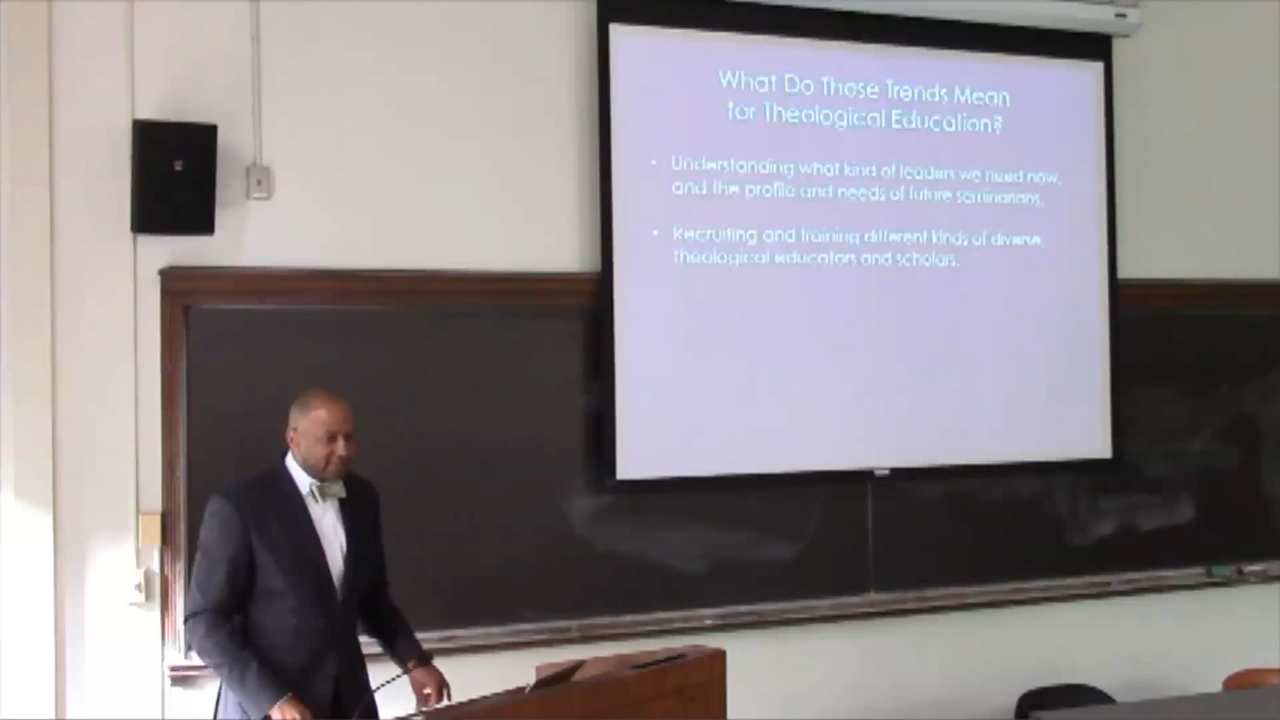 What Do These Trends Mean
for Theological Education?
• Understanding what kind of leaders we need now,
and the profile and needs of future seminarians.
• Recruiting and training different kinds of diverse,
theological educators and scholars.